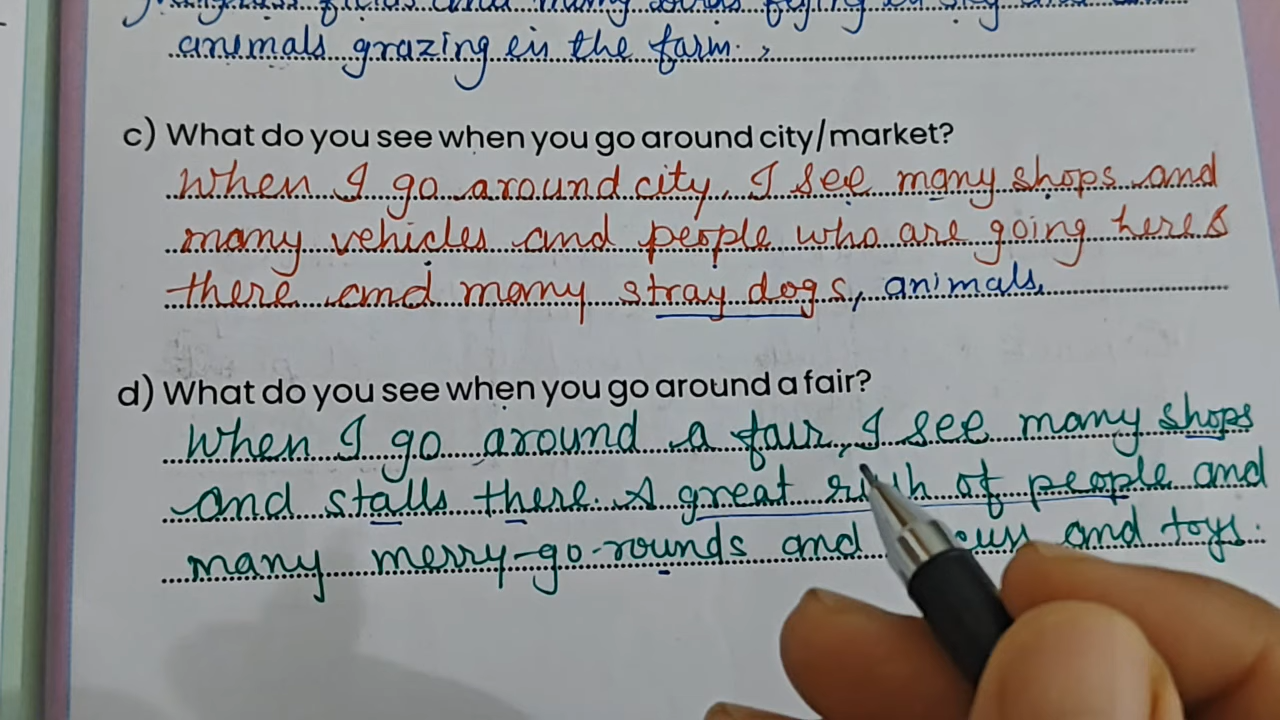 animals grazing in the farm.
c) What do you see when you go around city/market?
When I go around city, I see many shops and
many vehicles and people who are going here &
there and many stray dogs, animals.
d) What do you see when you go around a fair?
When I go around a fair, I see many shops
and stalls there. A great rush of people and
many merry-go-rounds and and toys.